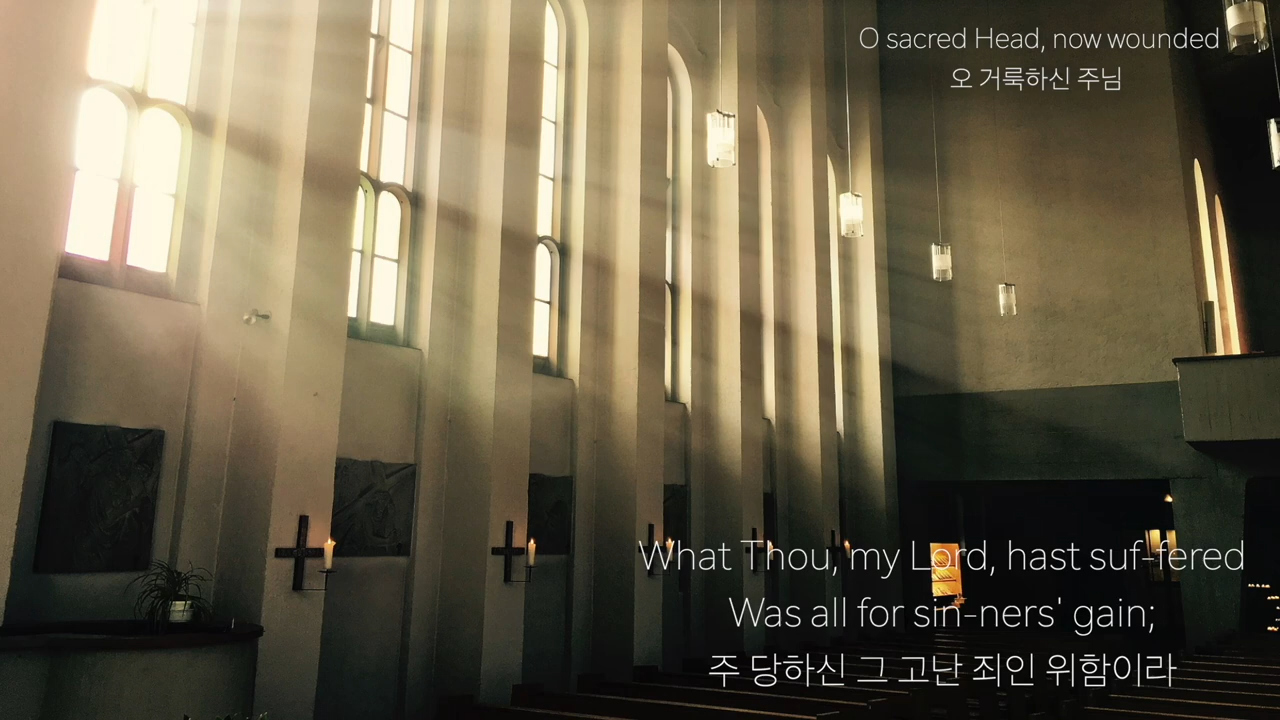 O sacred Head, now wounded
오 거룩하신 주님
What Thou, my Lord, hast suf-fered
Was all for sin-ners' gain;
주 당하신 그 고난 죄인 위함이라